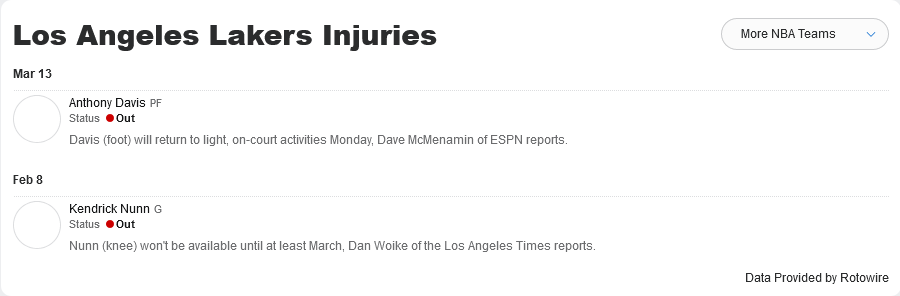 Los Angeles Lakers Injuries
More NBA Teams
Mar 13
Anthony Davis PF
Status Out
Davis (foot) will return to light, on-court activities Monday, Dave McMenamin of ESPN reports.
Feb 8
Kendrick Nunn G
Status Out
Nunn (knee) won't be available until at least March, Dan Woike of the Los Angeles Times reports.
Data Provided by Rotowire